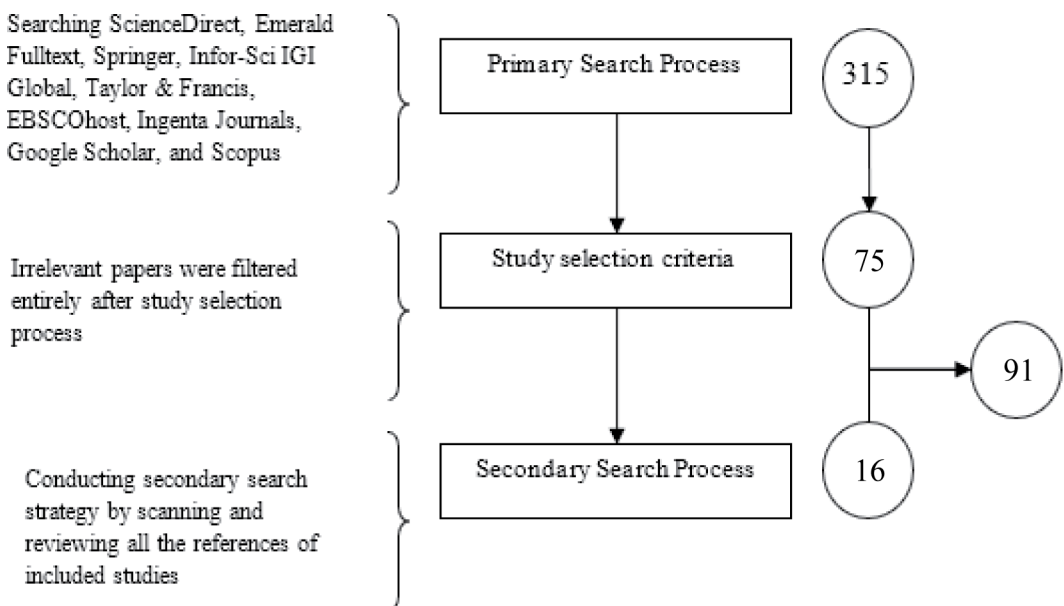 Searching ScienceDirect, Emerald
Fulltext, Springer, Infor-Sci IGI
Global, Taylor & Francis,
EBSCOhost, Ingenta Journals,
Google Scholar, and Scopus
Primary Search Process
315
Irrelevant papers were filtered
entirely after study selection
process
Study selection criteria
75
91
Conducting secondary search
strategy by scanning and
reviewing all the references of
included studies
Secondary Search Process
16